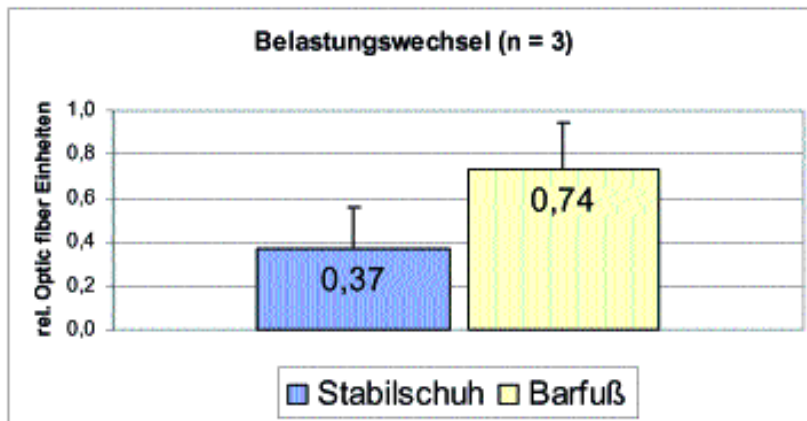 Belastungswechsel (n = 3)
rel. Optic fiber Einheiten
1,0
0,8
0,6
0,4
0,2
0,0
0,37
0,74
Stabilschuh
Barfuß